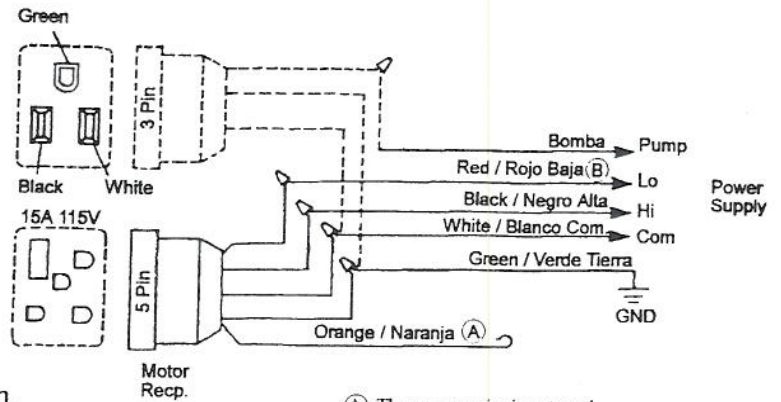 Green
3 Pin
Black
White
15A 115V
5 Pin
Motor
Recp.
Bomba
Pump
Red / Rojo Baja Ⓑ
Lo
Black / Negro Alta
Hi
White / Blanco Com.
Com
Power
Supply
Green / Verde Tierra
GND
Orange / Naranja Ⓐ